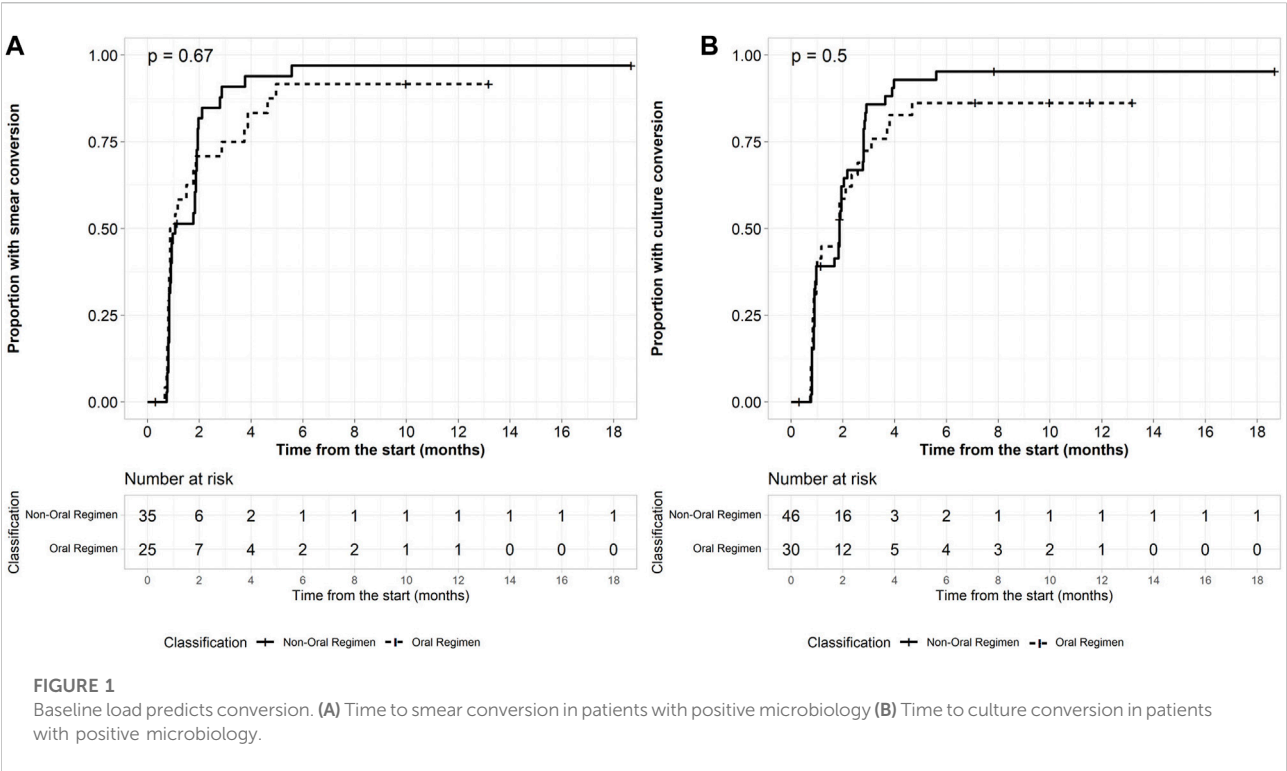 A
p = 0.67
Proportion with smear conversion
1.00
0.75
0.50
0.25
0.00
0 2 4 6 8 10 12 14 16 18
Time from the start (months)
Number at risk
Classification
Non-Oral Regimen 35 6 2 1 1 1 1 1 1 1
Oral Regimen 25 7 4 2 2 1 1 0 0 0
0 2 4 6 8 10 12 14 16 18
Time from the start (months)
Classification Non-Oral Regimen Oral Regimen
B
p = 0.5
Proportion with culture conversion
1.00
0.75
0.50
0.25
0.00
0 2 4 6 8 10 12 14 16 18
Time from the start (months)
Number at risk
Classification
Non-Oral Regimen 46 16 3 2 1 1 1 1 1 1
Oral Regimen 30 12 5 4 3 2 1 0 0 0
0 2 4 6 8 10 12 14 16 18
Time from the start (months)
Classification Non-Oral Regimen Oral Regimen
FIGURE 1
Baseline load predicts conversion. (A) Time to smear conversion in patients with positive microbiology (B) Time to culture conversion in patients
with positive microbiology.